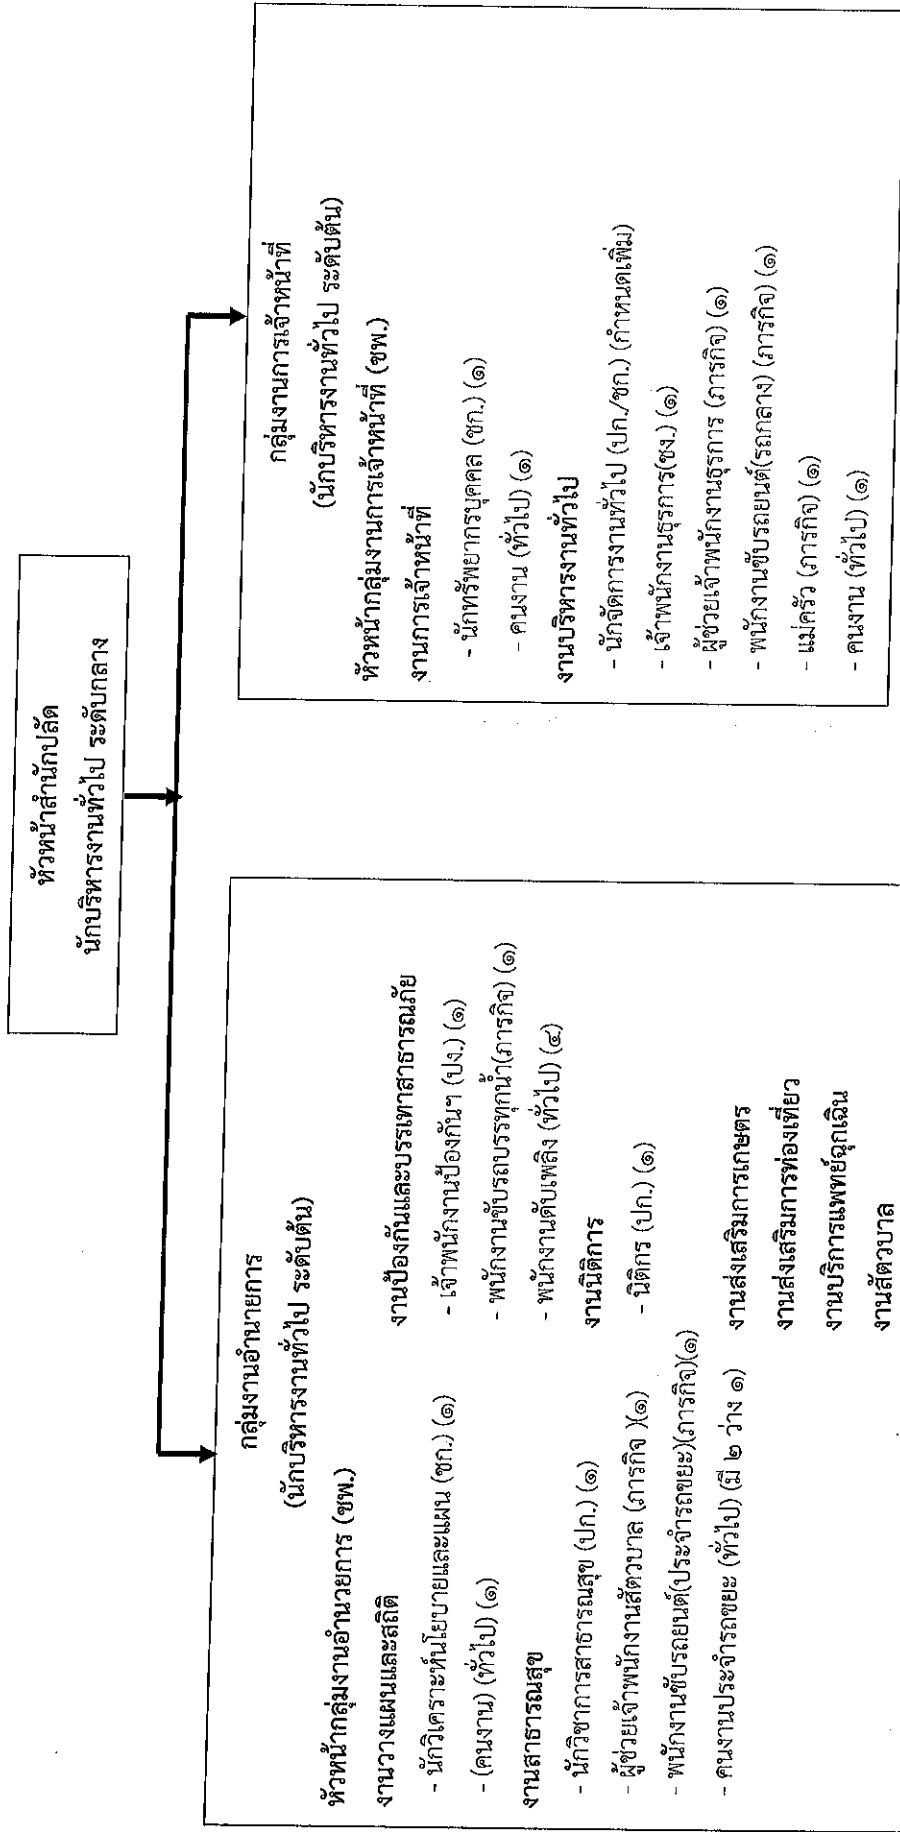 หัวหน้าสำนักปลัด
นักบริหารงานทั่วไป ระดับกลาง
กลุ่มงานอำนายการ
(นักบริหารงานทั่วไป ระดับต้น)
หัวหน้ากลุ่มงานอำนวยการ (ชพ.)
งานวางแผนและสถิติ
- นักวิเคราะห์นโยบายและแผน (ชก.) (๑)
- (คนงาน) (ทั่วไป) (๑)
งานสาธารณสุข
- นักวิชาการสาธารณสุข (ปก.) (๑)
- ผู้ช่วยเจ้าพนักงานสัตวบาล (ภารกิจ )(๑)
- พนักงานขับรถยนต์(ประจำรถขยะ)(ภารกิจ)(๑)
- คนงานประจำรถขยะ (ทั่วไป) (มี ๒ ว่าง ๑)
งานป้องกันและบรรเทาสาธารณภัย
- เจ้าพนักงานป้องกันฯ (ปง.) (๑)
- พนักงานขับรถบรรทุกน้ำ(ภารกิจ) (๑)
- พนักงานดับเพลิง (ทั่วไป) (๔)
งานนิติการ
- นิติกร (ปก.) (๑)
งานส่งเสริมการเกษตร
งานส่งเสริมการท่องเที่ยว
งานบริการแพทย์ฉุกเฉิน
งานสัตวบาล
กลุ่มงานการเจ้าหน้าที่
(นักบริหารงานทั่วไป ระดับต้น)
หัวหน้ากลุ่มงานการเจ้าหน้าที่ (ชพ.)
งานการเจ้าหน้าที่
- นักทรัพยากรบุคคล (ชก.) (๑)
- คนงาน (ทั่วไป) (๑)
งานบริหารงานทั่วไป
- นักจัดการงานทั่วไป (ปก./ชก.) (กำหนดเพิ่ม)
- เจ้าพนักงานธุรการ(ชง.) (๑)
- ผู้ช่วยเจ้าพนักงานธุรการ (ภารกิจ) (๑)
- พนักงานขับรถยนต์(รถกลาง) (ภารกิจ) (๑)
- แม่ครัว (ภารกิจ) (๑)
- คนงาน (ทั่วไป) (๑)